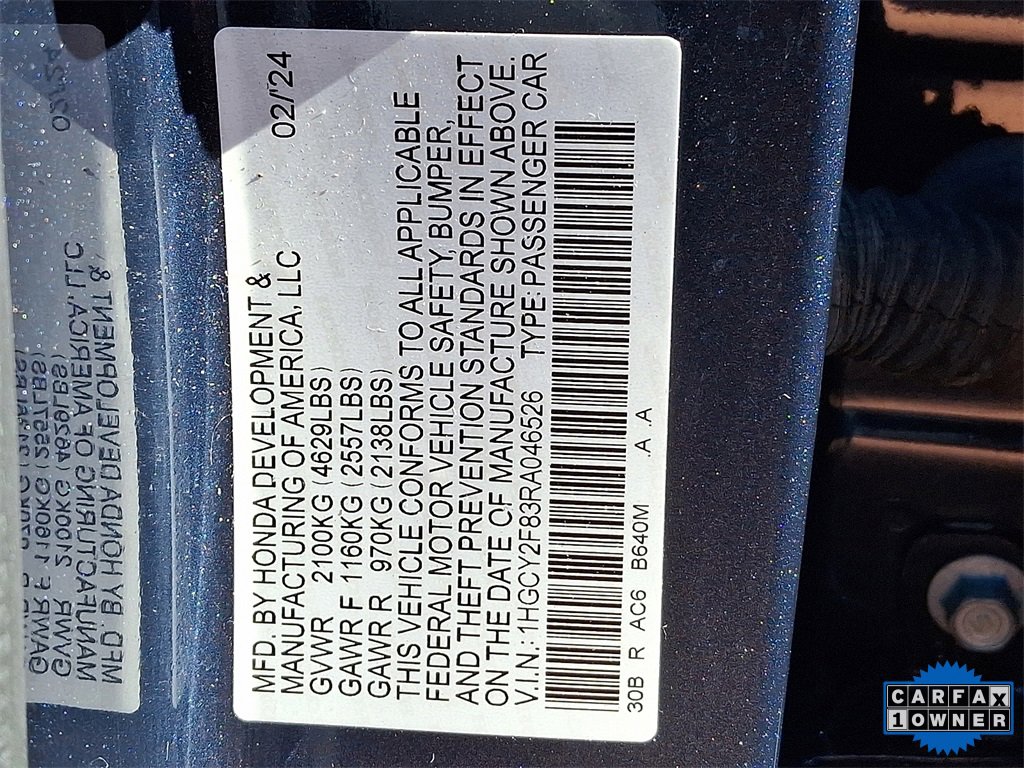 MFD. BY HONDA DEVELOPMENT &
MANUFACTURING OF AMERICA, LLC 02/'24
GVWR 2100KG (4629LBS)
GAWR F 1160KG (2557LBS)
GAWR R 970KG (2138LBS)
THIS VEHICLE CONFORMS TO ALL APPLICABLE
FEDERAL MOTOR VEHICLE SAFETY, BUMPER,
AND THEFT PREVENTION STANDARDS IN EFFECT
ON THE DATE OF MANUFACTURE SHOWN ABOVE.
V.I.N.: 1HGCY2F83RA046526 TYPE: PASSENGER CAR
30B R AC6 B640M .A .A
CARFAX
1 OWNER